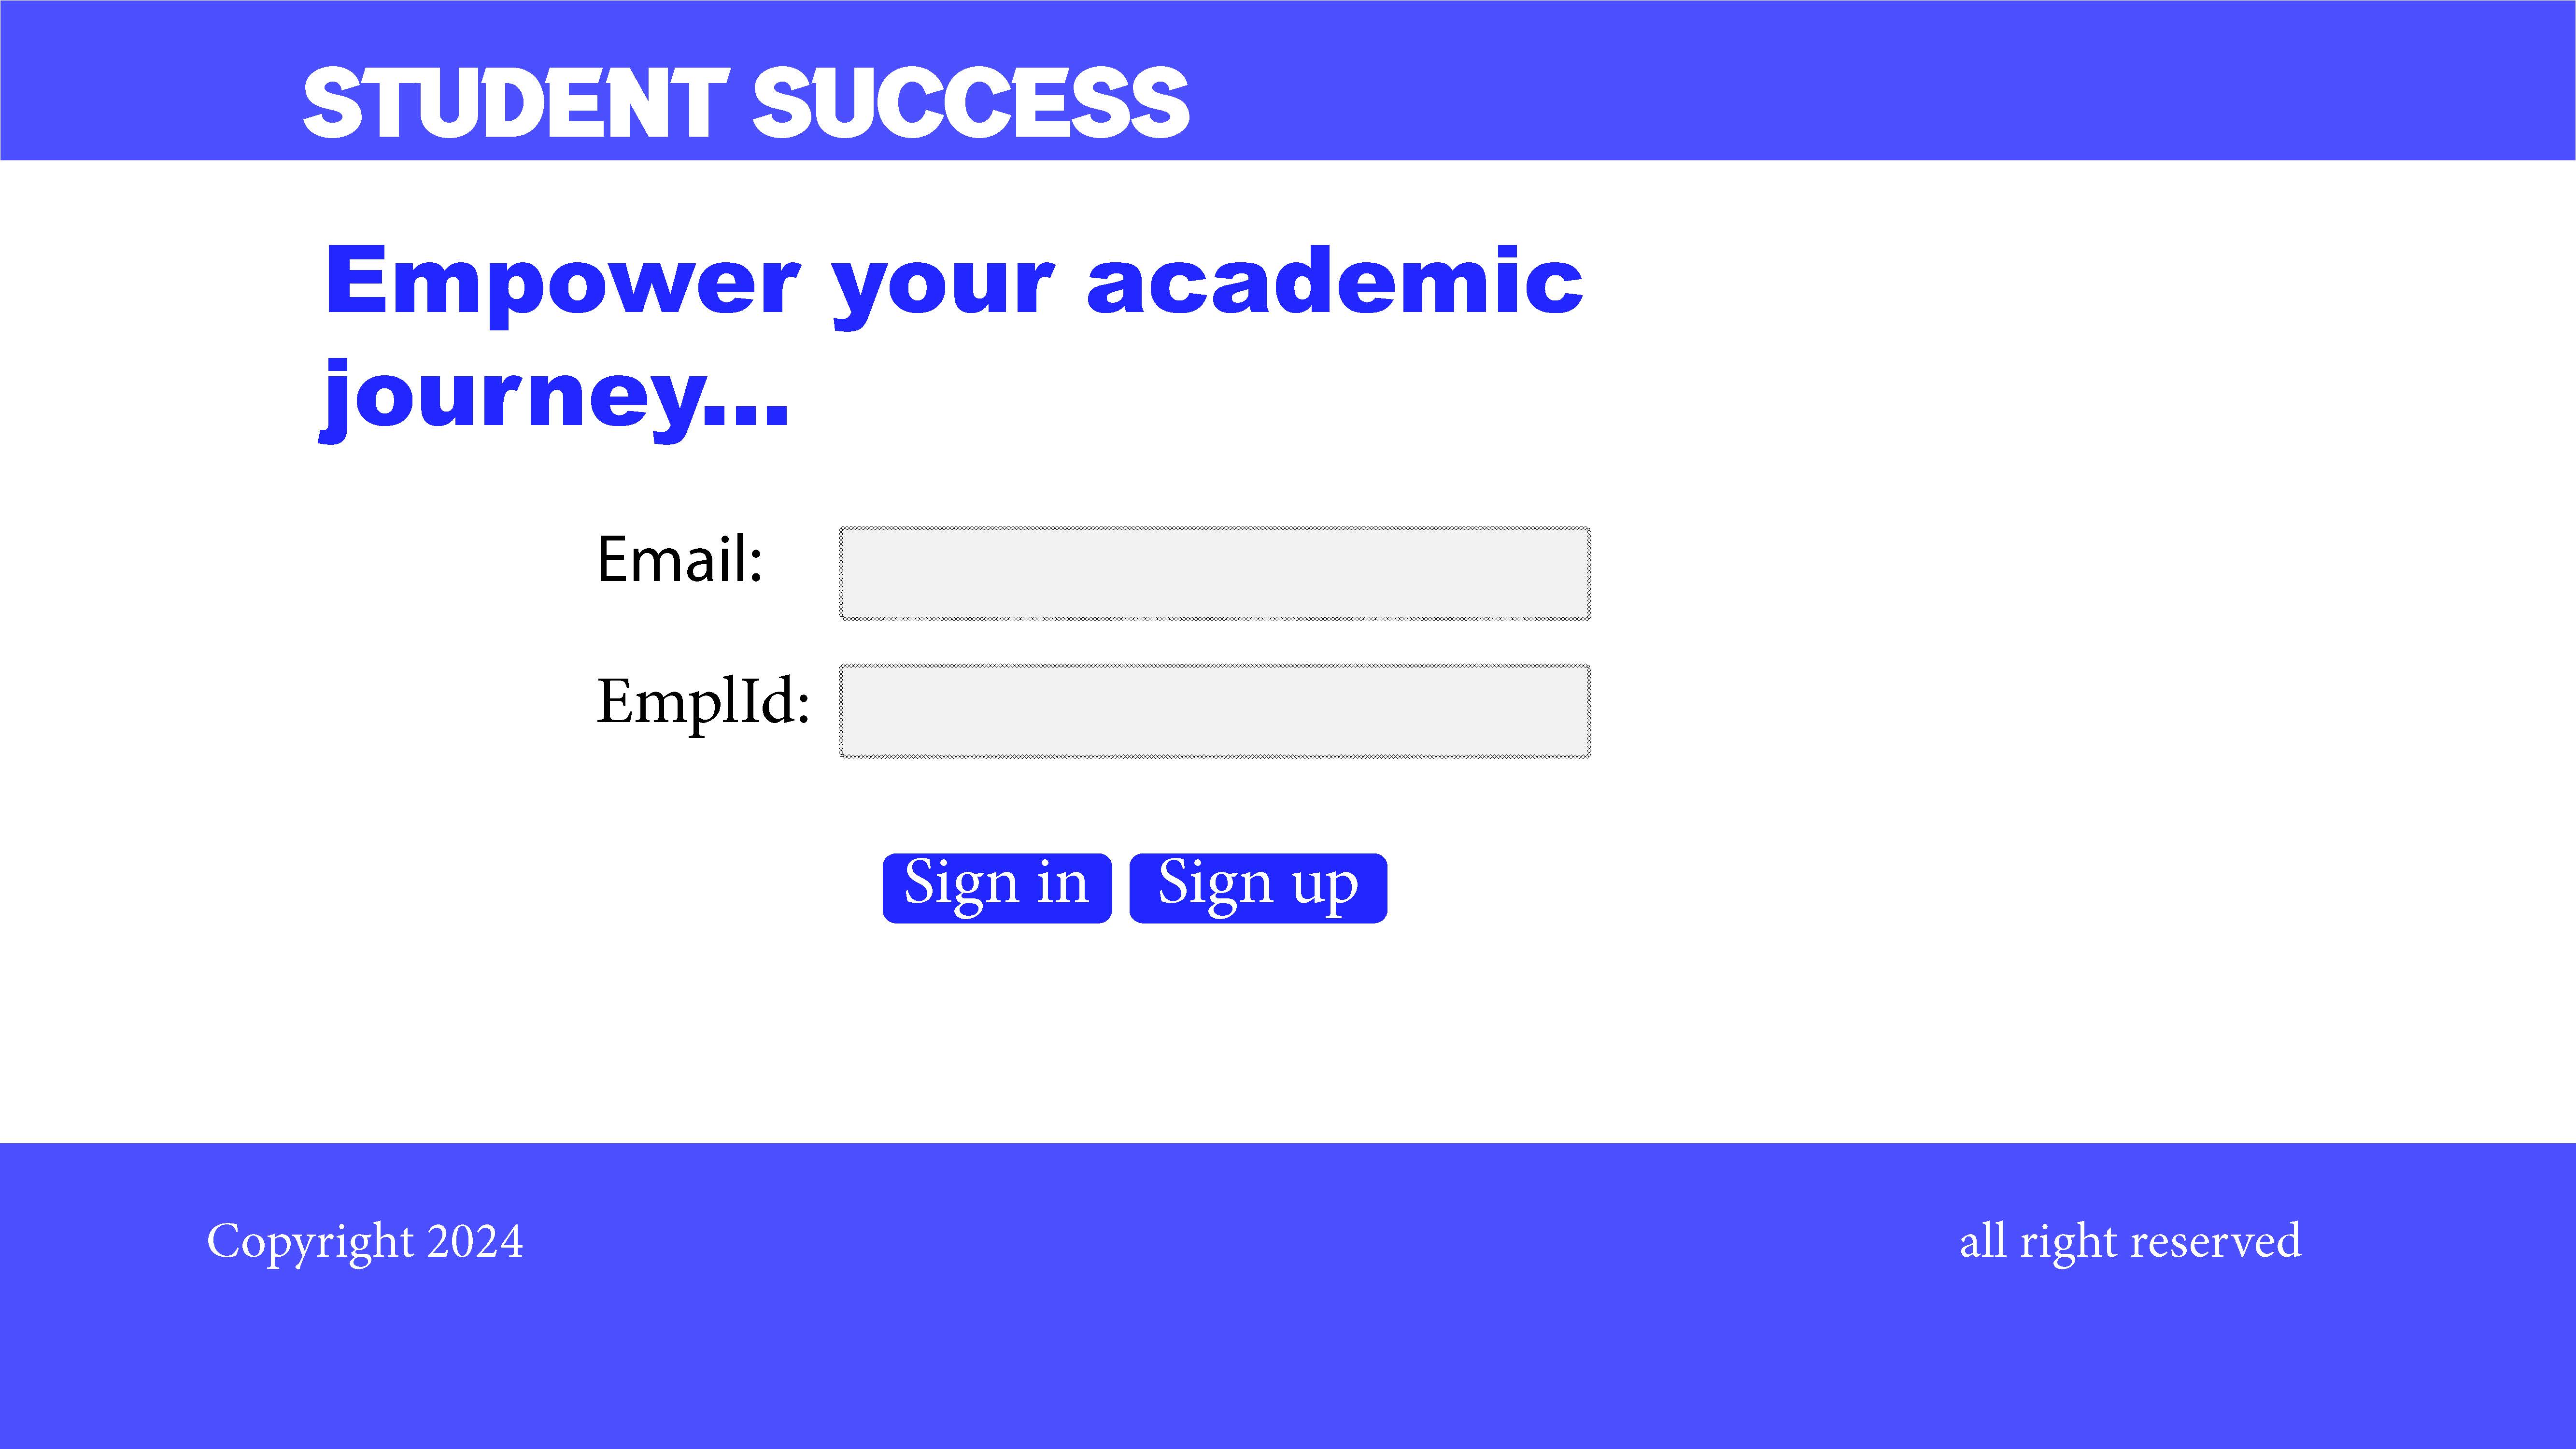 STUDENT SUCCESS
Empower your academic
journey...
Email:
EmplId:
Sign in
Sign up
Copyright 2024
all right reserved